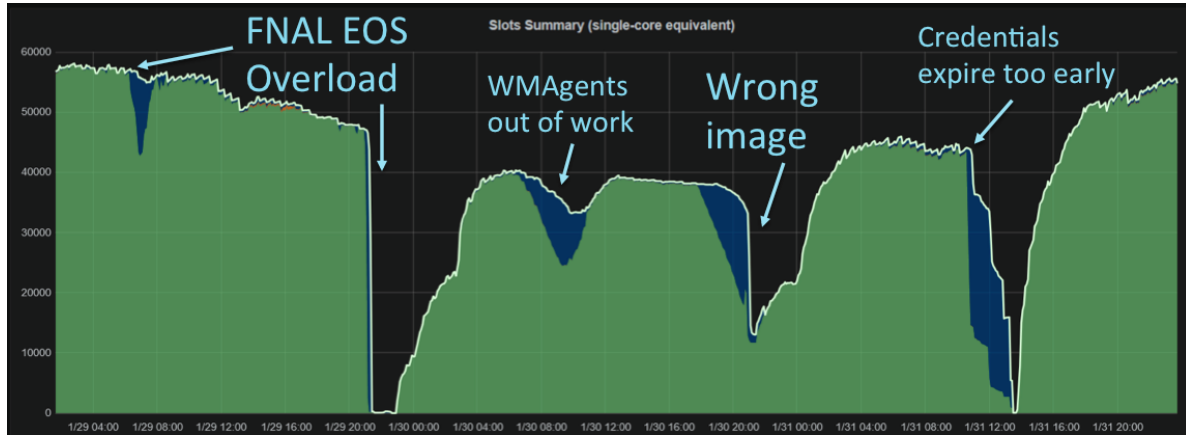 Slots Summary (single-core equivalent)
FNAL EOS
Overload
WMAgents
out of work
Wrong
image
Credentials
expire too early
60000
50000
40000
30000
20000
10000
0
1/29 04:00 1/29 08:00 1/29 12:00 1/29 16:00 1/29 20:00 1/30 00:00 1/30 04:00 1/30 08:00 1/30 12:00 1/30 16:00 1/30 20:00 1/31 00:00 1/31 04:00 1/31 08:00 1/31 12:00 1/31 16:00 1/31 20:00